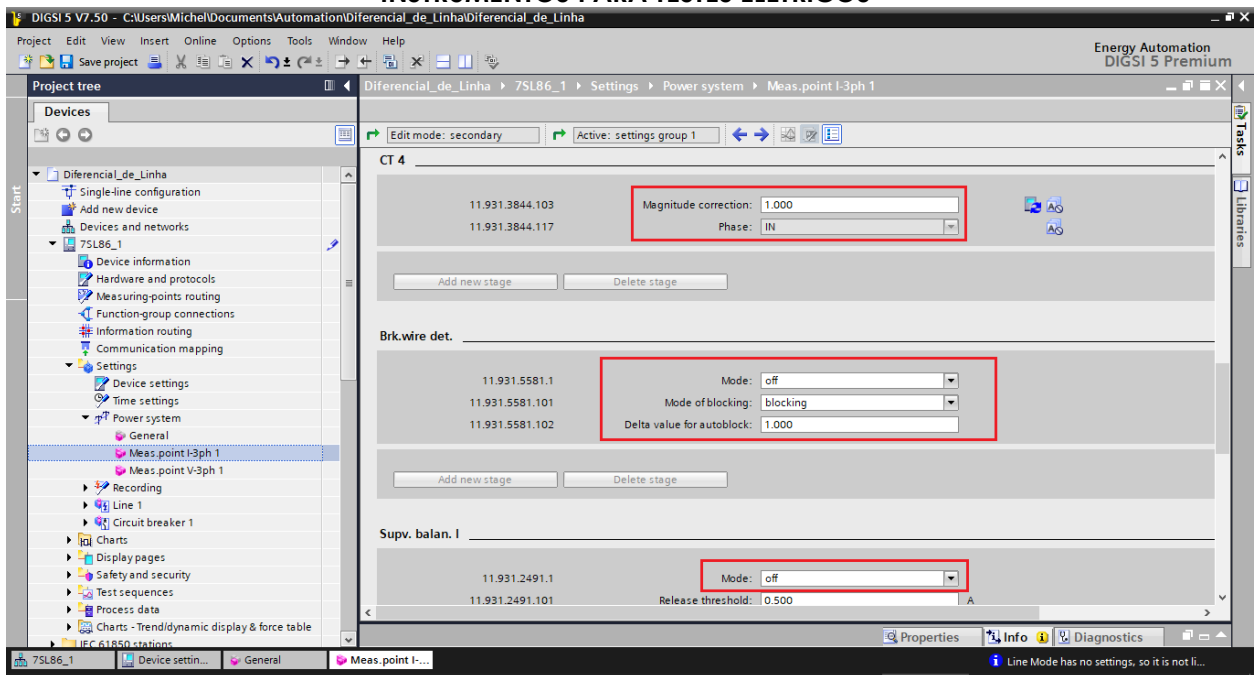 INSTRUMENTOS PARA TESTES ELÉTRICOS
DIGSI 5 V7.50 - C:\Users\Michel\Documents\Automation\Diferencial_de_Linha\Diferencial_de_Linha
Project Edit View Insert Online Options Tools Window Help
Save project
Energy Automation
DIGSI 5 Premium
Project tree
Diferencial_de_Linha 7SL86_1 Settings Power system Meas.point I-3ph 1
Devices
Edit mode: secondary
Active: settings group 1
Start
Tasks
Libraries
Diferencial_de_Linha
Single-line configuration
Add new device
Devices and networks
7SL86_1
Device information
Hardware and protocols
Measuring-points routing
Function-group connections
Information routing
Communication mapping
Settings
Device settings
Time settings
Power system
General
Meas.point I-3ph 1
Meas.point V-3ph 1
Recording
Line 1
Circuit breaker 1
Charts
Display pages
Safety and security
Test sequences
Process data
Charts - Trend/dynamic display & force table
IEC 61850 stations
CT 4
11.931.3844.103 Magnitude correction: 1.000
11.931.3844.117 Phase: IN
Add new stage Delete stage
Brk.wire det.
11.931.5581.1 Mode: off
11.931.5581.101 Mode of blocking: blocking
11.931.5581.102 Delta value for autoblock: 1.000
Add new stage Delete stage
Supv. balan. I
11.931.2491.1 Mode: off
11.931.2491.101 Release threshold: 0.500 A
Properties Info Diagnostics
7SL86_1 Device settin... General Meas.point I-... Line Mode has no settings, so it is not li...